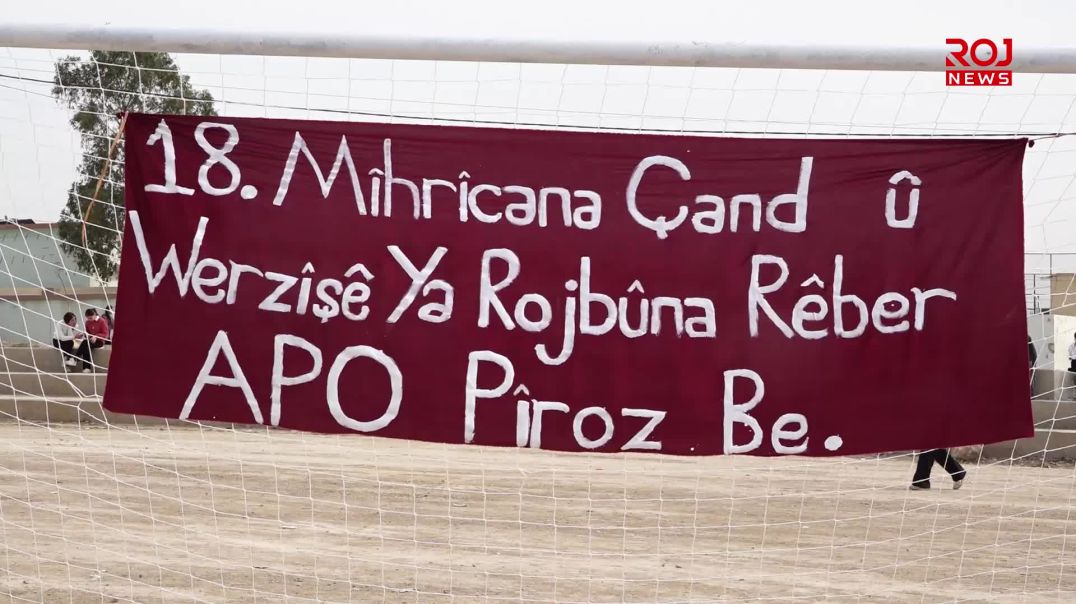 ROJ
NEWS
18. Mîhrîcana Çand û
Werzîşê Ya Rojbûna Rêber
APO Pîroz Be.